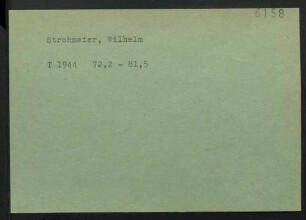 6158
Strohmeier, Wilhelm
T 1944 72,2 - 81,5